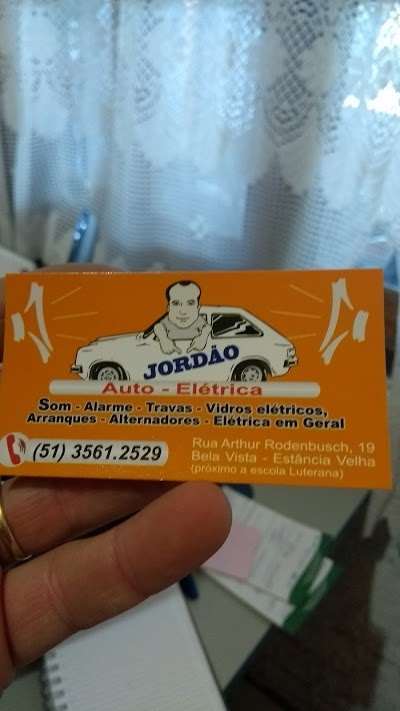 JORDÃO
Auto - Elétrica
Som - Alarme - Travas - Vidros elétricos,
Arranques - Alternadores - Elétrica em Geral
(51) 3561.2529
Rua Arthur Rodenbusch, 19
Bela Vista - Estância Velha
(próximo a escola Luterana)